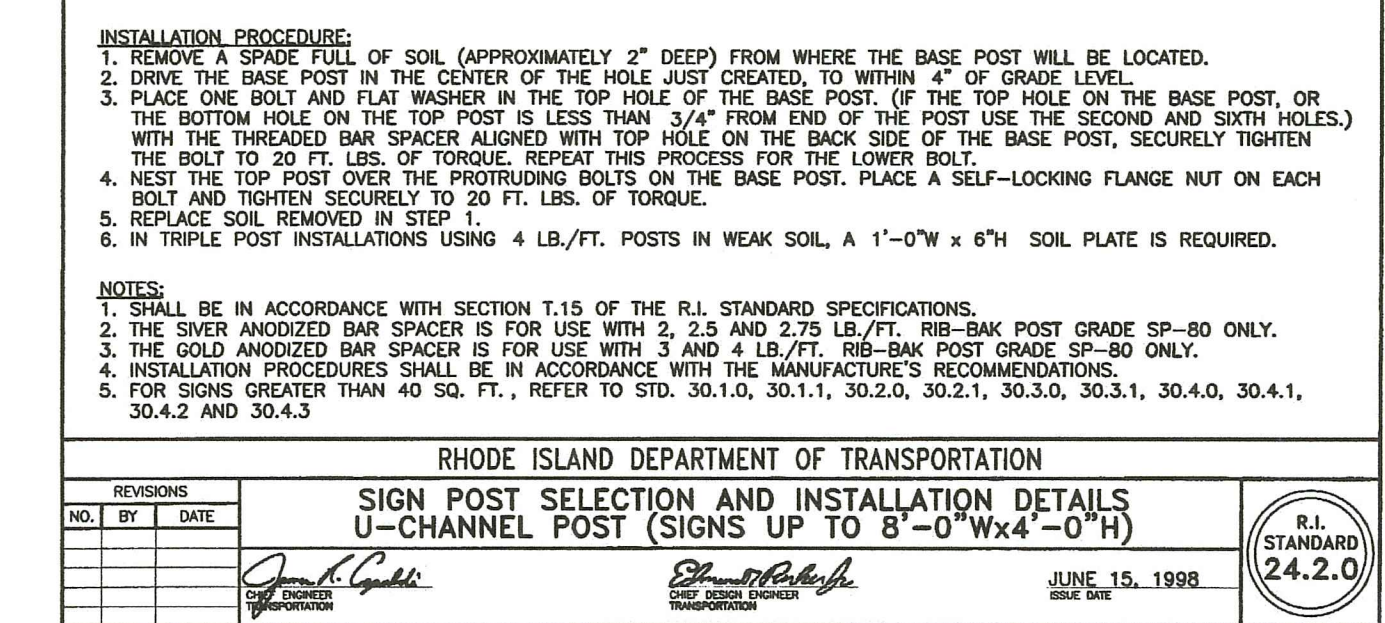 INSTALLATION PROCEDURE:
1. REMOVE A SPADE FULL OF SOIL (APPROXIMATELY 2" DEEP) FROM WHERE THE BASE POST WILL BE LOCATED.
2. DRIVE THE BASE POST IN THE CENTER OF THE HOLE JUST CREATED, TO WITHIN 4" OF GRADE LEVEL.
3. PLACE ONE BOLT AND FLAT WASHER IN THE TOP HOLE OF THE BASE POST. (IF THE TOP HOLE ON THE BASE POST, OR
THE BOTTOM HOLE ON THE TOP POST IS LESS THAN 3/4" FROM END OF THE POST USE THE SECOND AND SIXTH HOLES.)
WITH THE THREADED BAR SPACER ALIGNED WITH TOP HOLE ON THE BACK SIDE OF THE BASE POST, SECURELY TIGHTEN
THE BOLT TO 20 FT. LBS. OF TORQUE. REPEAT THIS PROCESS FOR THE LOWER BOLT.
4. NEST THE TOP POST OVER THE PROTRUDING BOLTS ON THE BASE POST. PLACE A SELF-LOCKING FLANGE NUT ON EACH
BOLT AND TIGHTEN SECURELY TO 20 FT. LBS. OF TORQUE.
5. REPLACE SOIL REMOVED IN STEP 1.
6. IN TRIPLE POST INSTALLATIONS USING 4 LB./FT. POSTS IN WEAK SOIL, A 1'-0"W x 6"H SOIL PLATE IS REQUIRED.
NOTES:
1. SHALL BE IN ACCORDANCE WITH SECTION T.15 OF THE R.I. STANDARD SPECIFICATIONS.
2. THE SIVER ANODIZED BAR SPACER IS FOR USE WITH 2, 2.5 AND 2.75 LB./FT. RIB-BAK POST GRADE SP-80 ONLY.
3. THE GOLD ANODIZED BAR SPACER IS FOR USE WITH 3 AND 4 LB./FT. RIB-BAK POST GRADE SP-80 ONLY.
4. INSTALLATION PROCEDURES SHALL BE IN ACCORDANCE WITH THE MANUFACTURE'S RECOMMENDATIONS.
5. FOR SIGNS GREATER THAN 40 SQ. FT., REFER TO STD. 30.1.0, 30.1.1, 30.2.0, 30.2.1, 30.3.0, 30.3.1, 30.4.0, 30.4.1,
30.4.2 AND 30.4.3
RHODE ISLAND DEPARTMENT OF TRANSPORTATION
REVISIONS
NO. BY DATE
SIGN POST SELECTION AND INSTALLATION DETAILS
U-CHANNEL POST (SIGNS UP TO 8'-0"Wx4'-0"H)
CHIEF ENGINEER
TRANSPORTATION
CHIEF DESIGN ENGINEER
TRANSPORTATION
JUNE 15, 1998
ISSUE DATE
R.I.
STANDARD
24.2.0